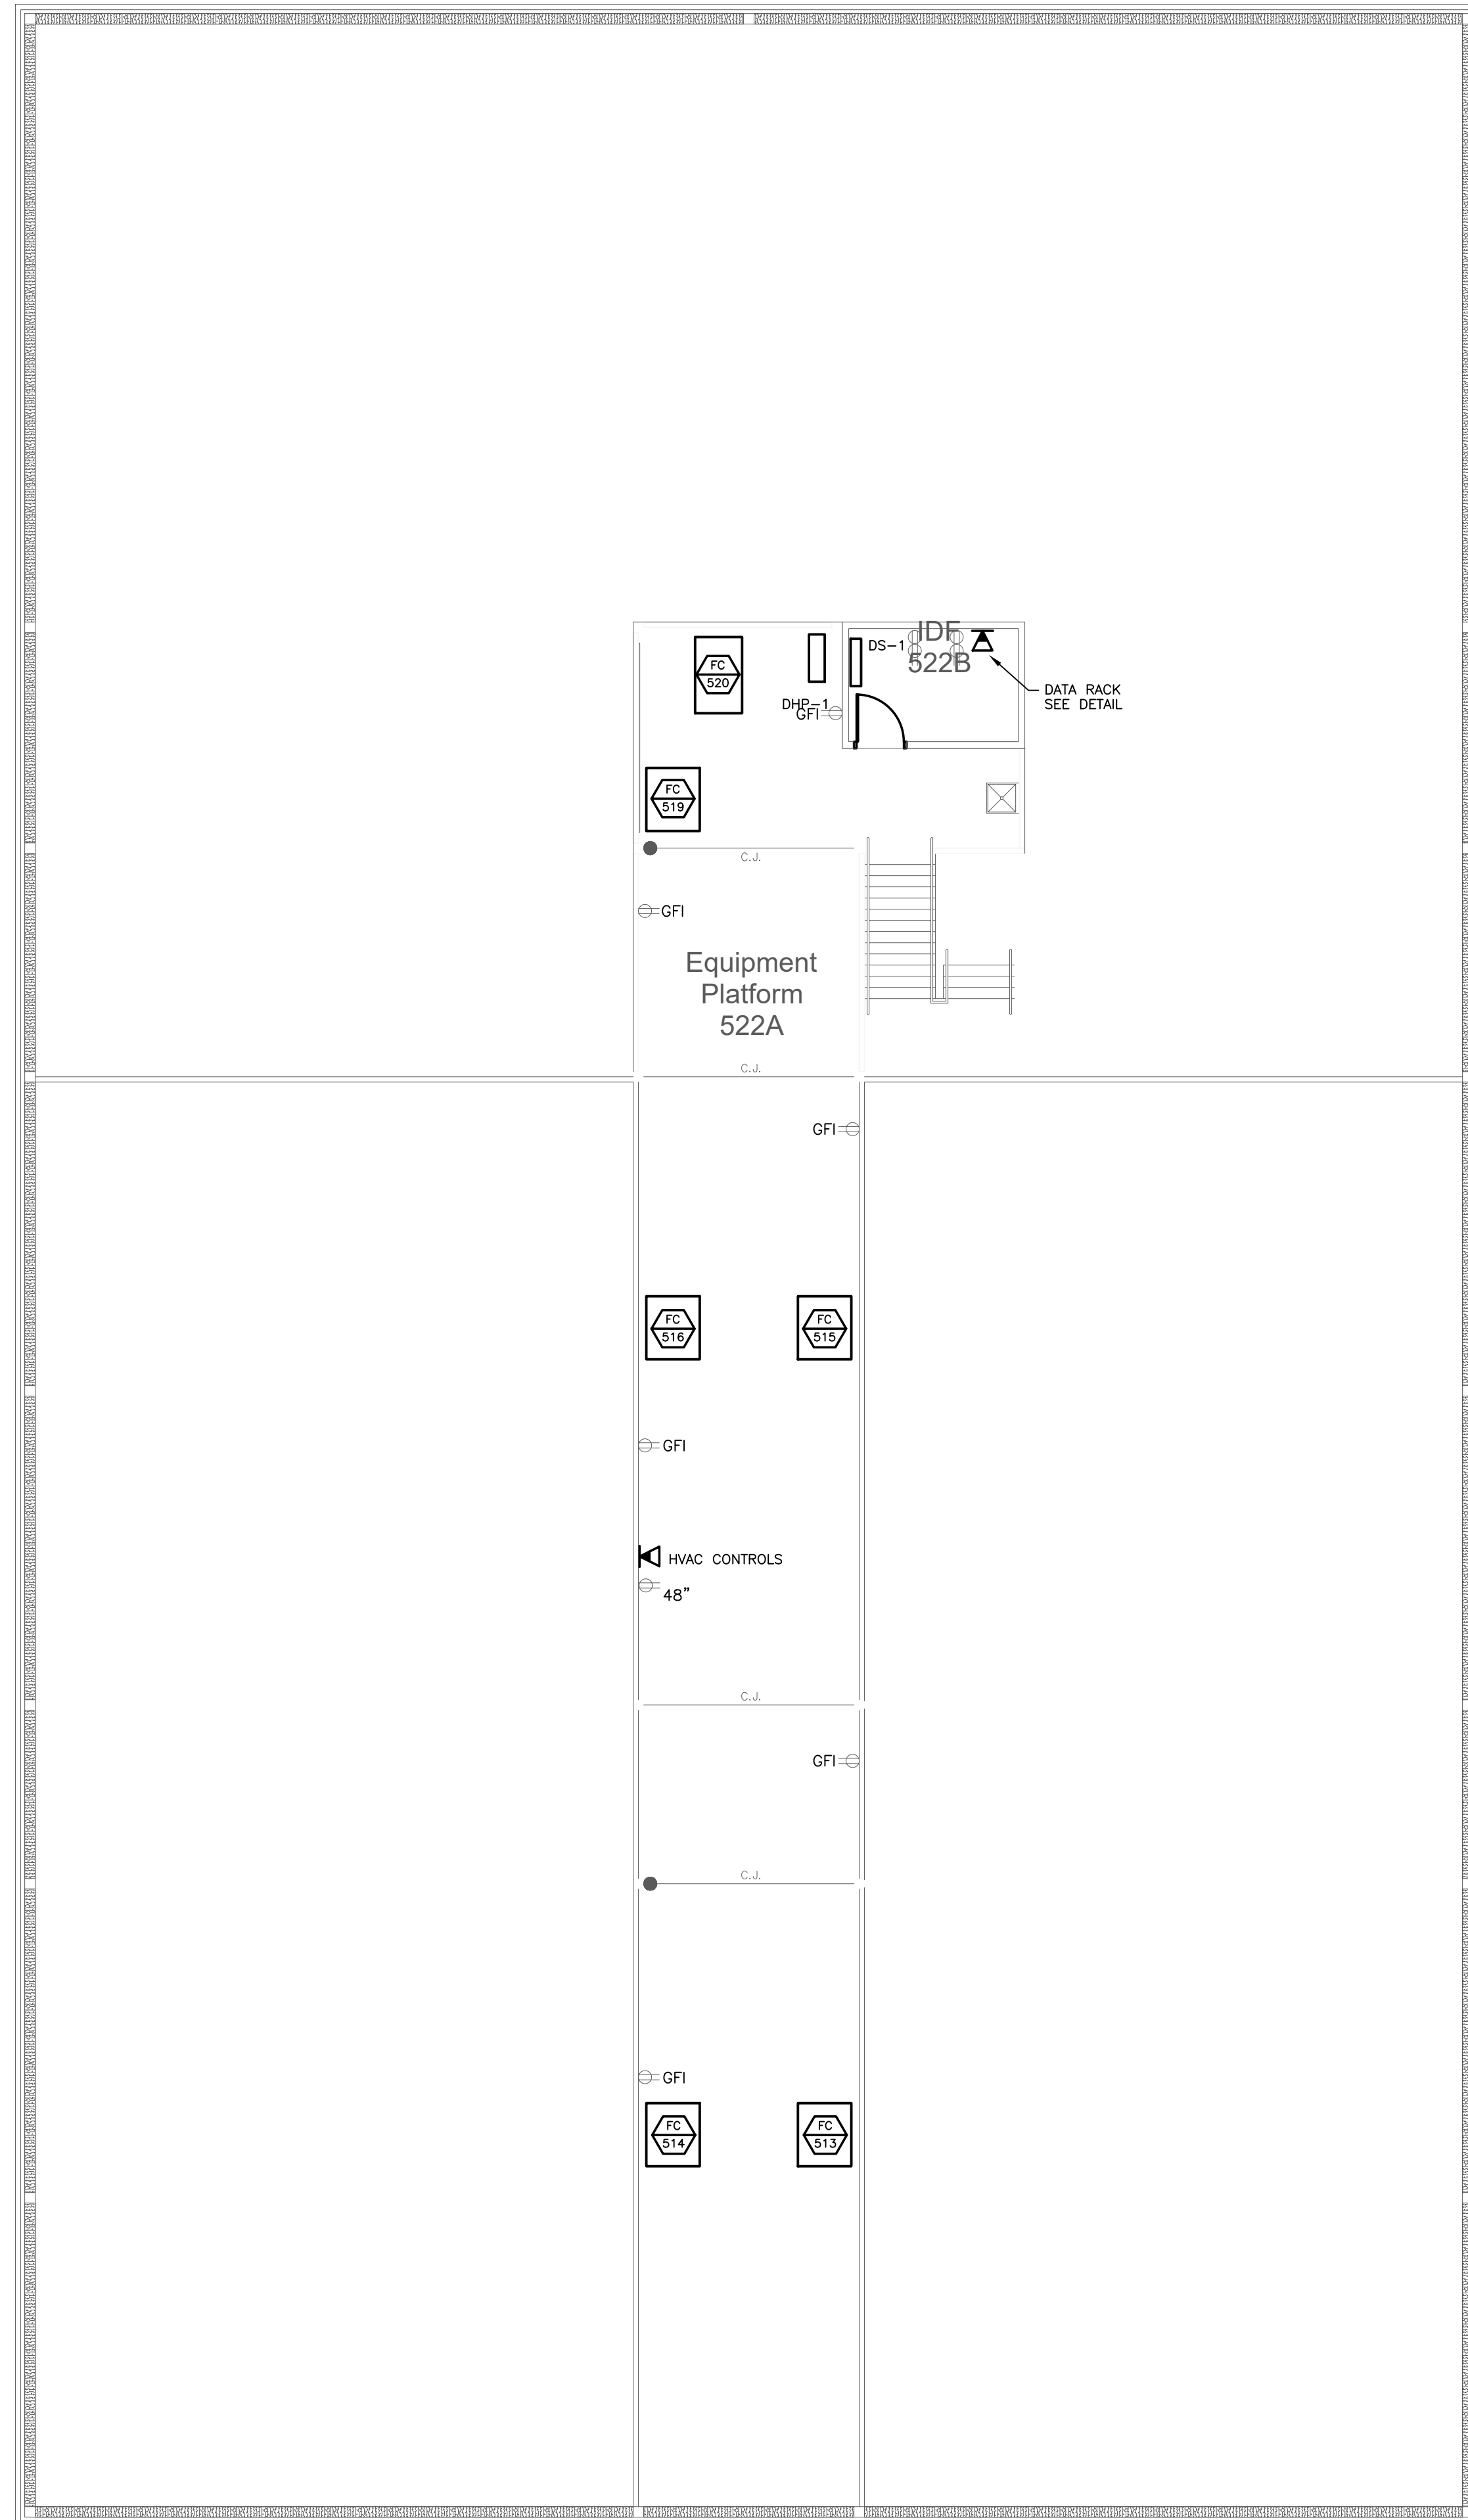 IDF
522B
DS-1
FC
520
DATA RACK
SEE DETAIL
DHP-1
GFI
FC
519
C.J.
GFI
Equipment
Platform
522A
C.J.
GFI
FC
516
FC
515
GFI
HVAC CONTROLS
48"
C.J.
GFI
C.J.
GFI
FC
514
FC
513